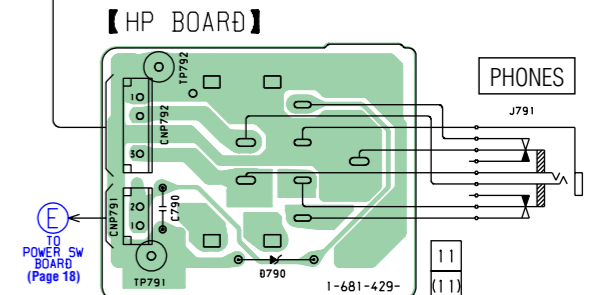 【HP BOARD】
TP792
PHONES
J791
1
CNP792
3
CNP791
2
1
C790
E
TO
POWER SW
BOARD
(Page 18)
TP791
D790
1-681-429-
11
(11)